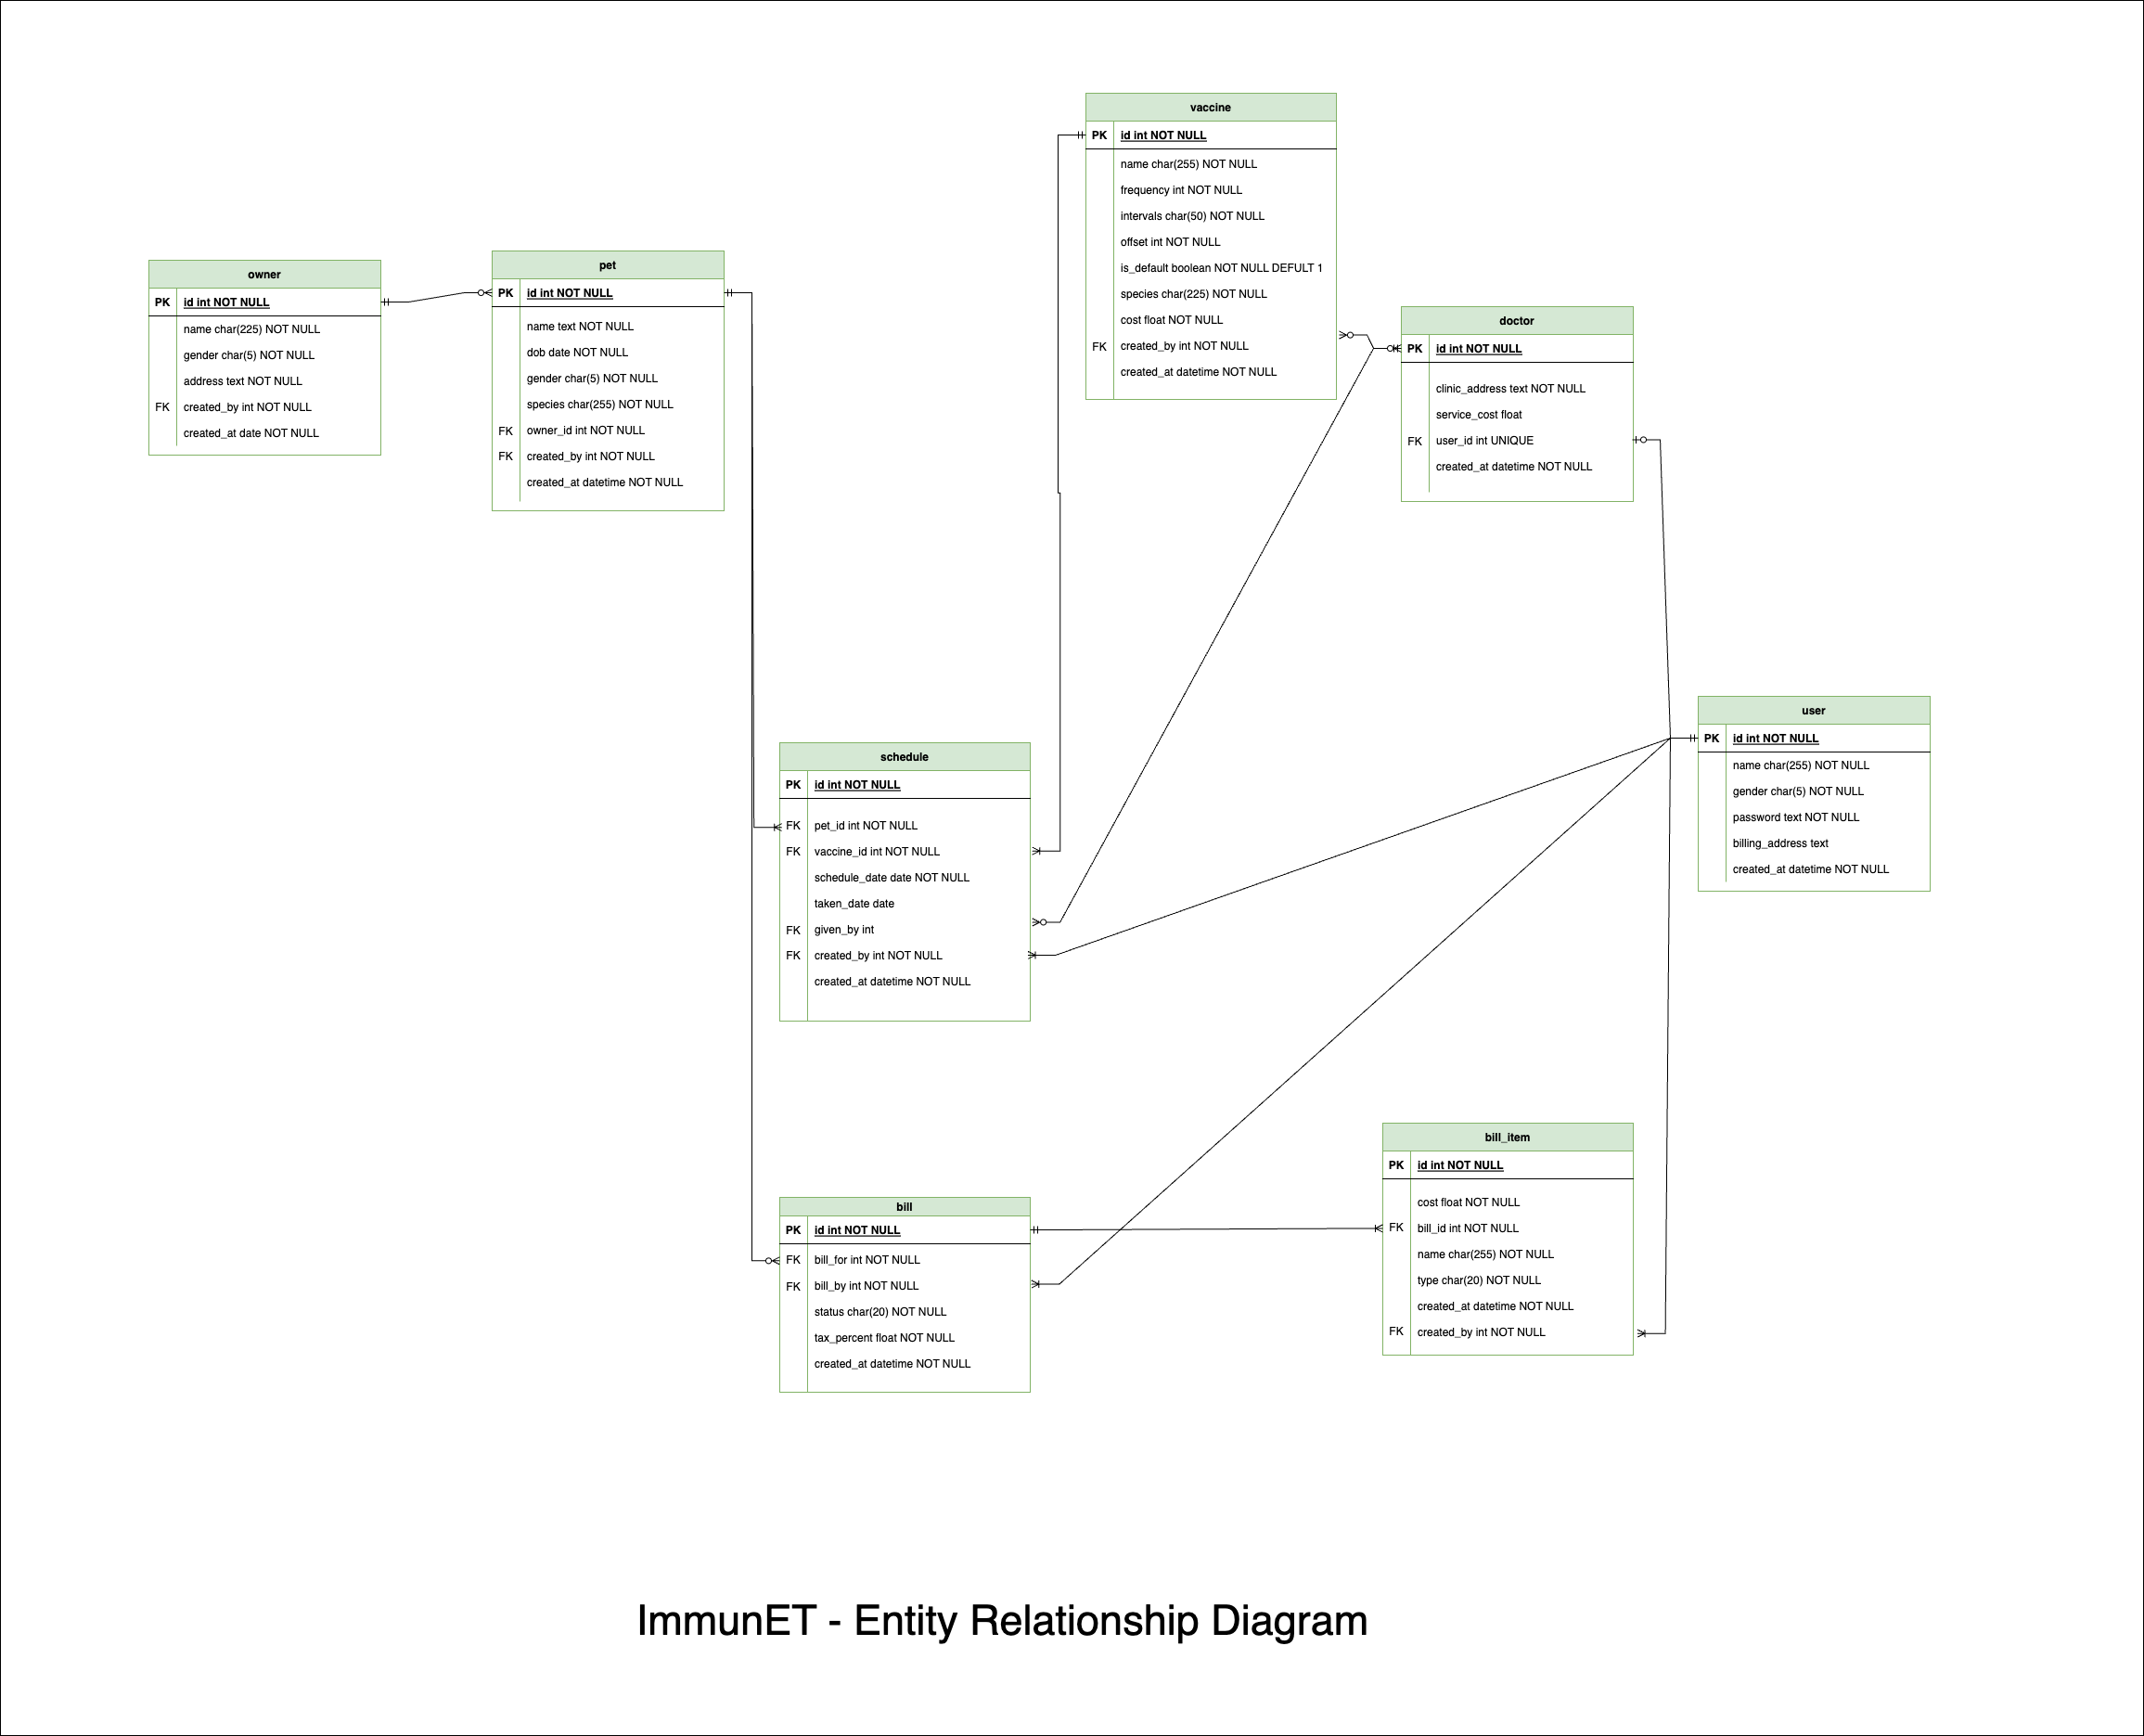 vaccine
PK id int NOT NULL
name char(255) NOT NULL
frequency int NOT NULL
intervals char(50) NOT NULL
offset int NOT NULL
is_default boolean NOT NULL DEFULT 1
species char(225) NOT NULL
cost float NOT NULL
FK created_by int NOT NULL
created_at datetime NOT NULL
owner
PK id int NOT NULL
name char(225) NOT NULL
gender char(5) NOT NULL
address text NOT NULL
FK created_by int NOT NULL
created_at date NOT NULL
pet
PK id int NOT NULL
name text NOT NULL
dob date NOT NULL
gender char(5) NOT NULL
species char(255) NOT NULL
FK owner_id int NOT NULL
FK created_by int NOT NULL
created_at datetime NOT NULL
doctor
PK id int NOT NULL
clinic_address text NOT NULL
service_cost float
FK user_id int UNIQUE
created_at datetime NOT NULL
user
PK id int NOT NULL
name char(255) NOT NULL
gender char(5) NOT NULL
password text NOT NULL
billing_address text
created_at datetime NOT NULL
schedule
PK id int NOT NULL
FK pet_id int NOT NULL
FK vaccine_id int NOT NULL
schedule_date date NOT NULL
taken_date date
FK given_by int
FK created_by int NOT NULL
created_at datetime NOT NULL
bill_item
PK id int NOT NULL
cost float NOT NULL
FK bill_id int NOT NULL
name char(255) NOT NULL
type char(20) NOT NULL
created_at datetime NOT NULL
FK created_by int NOT NULL
bill
PK id int NOT NULL
FK bill_for int NOT NULL
FK bill_by int NOT NULL
status char(20) NOT NULL
tax_percent float NOT NULL
created_at datetime NOT NULL
ImmunET - Entity Relationship Diagram